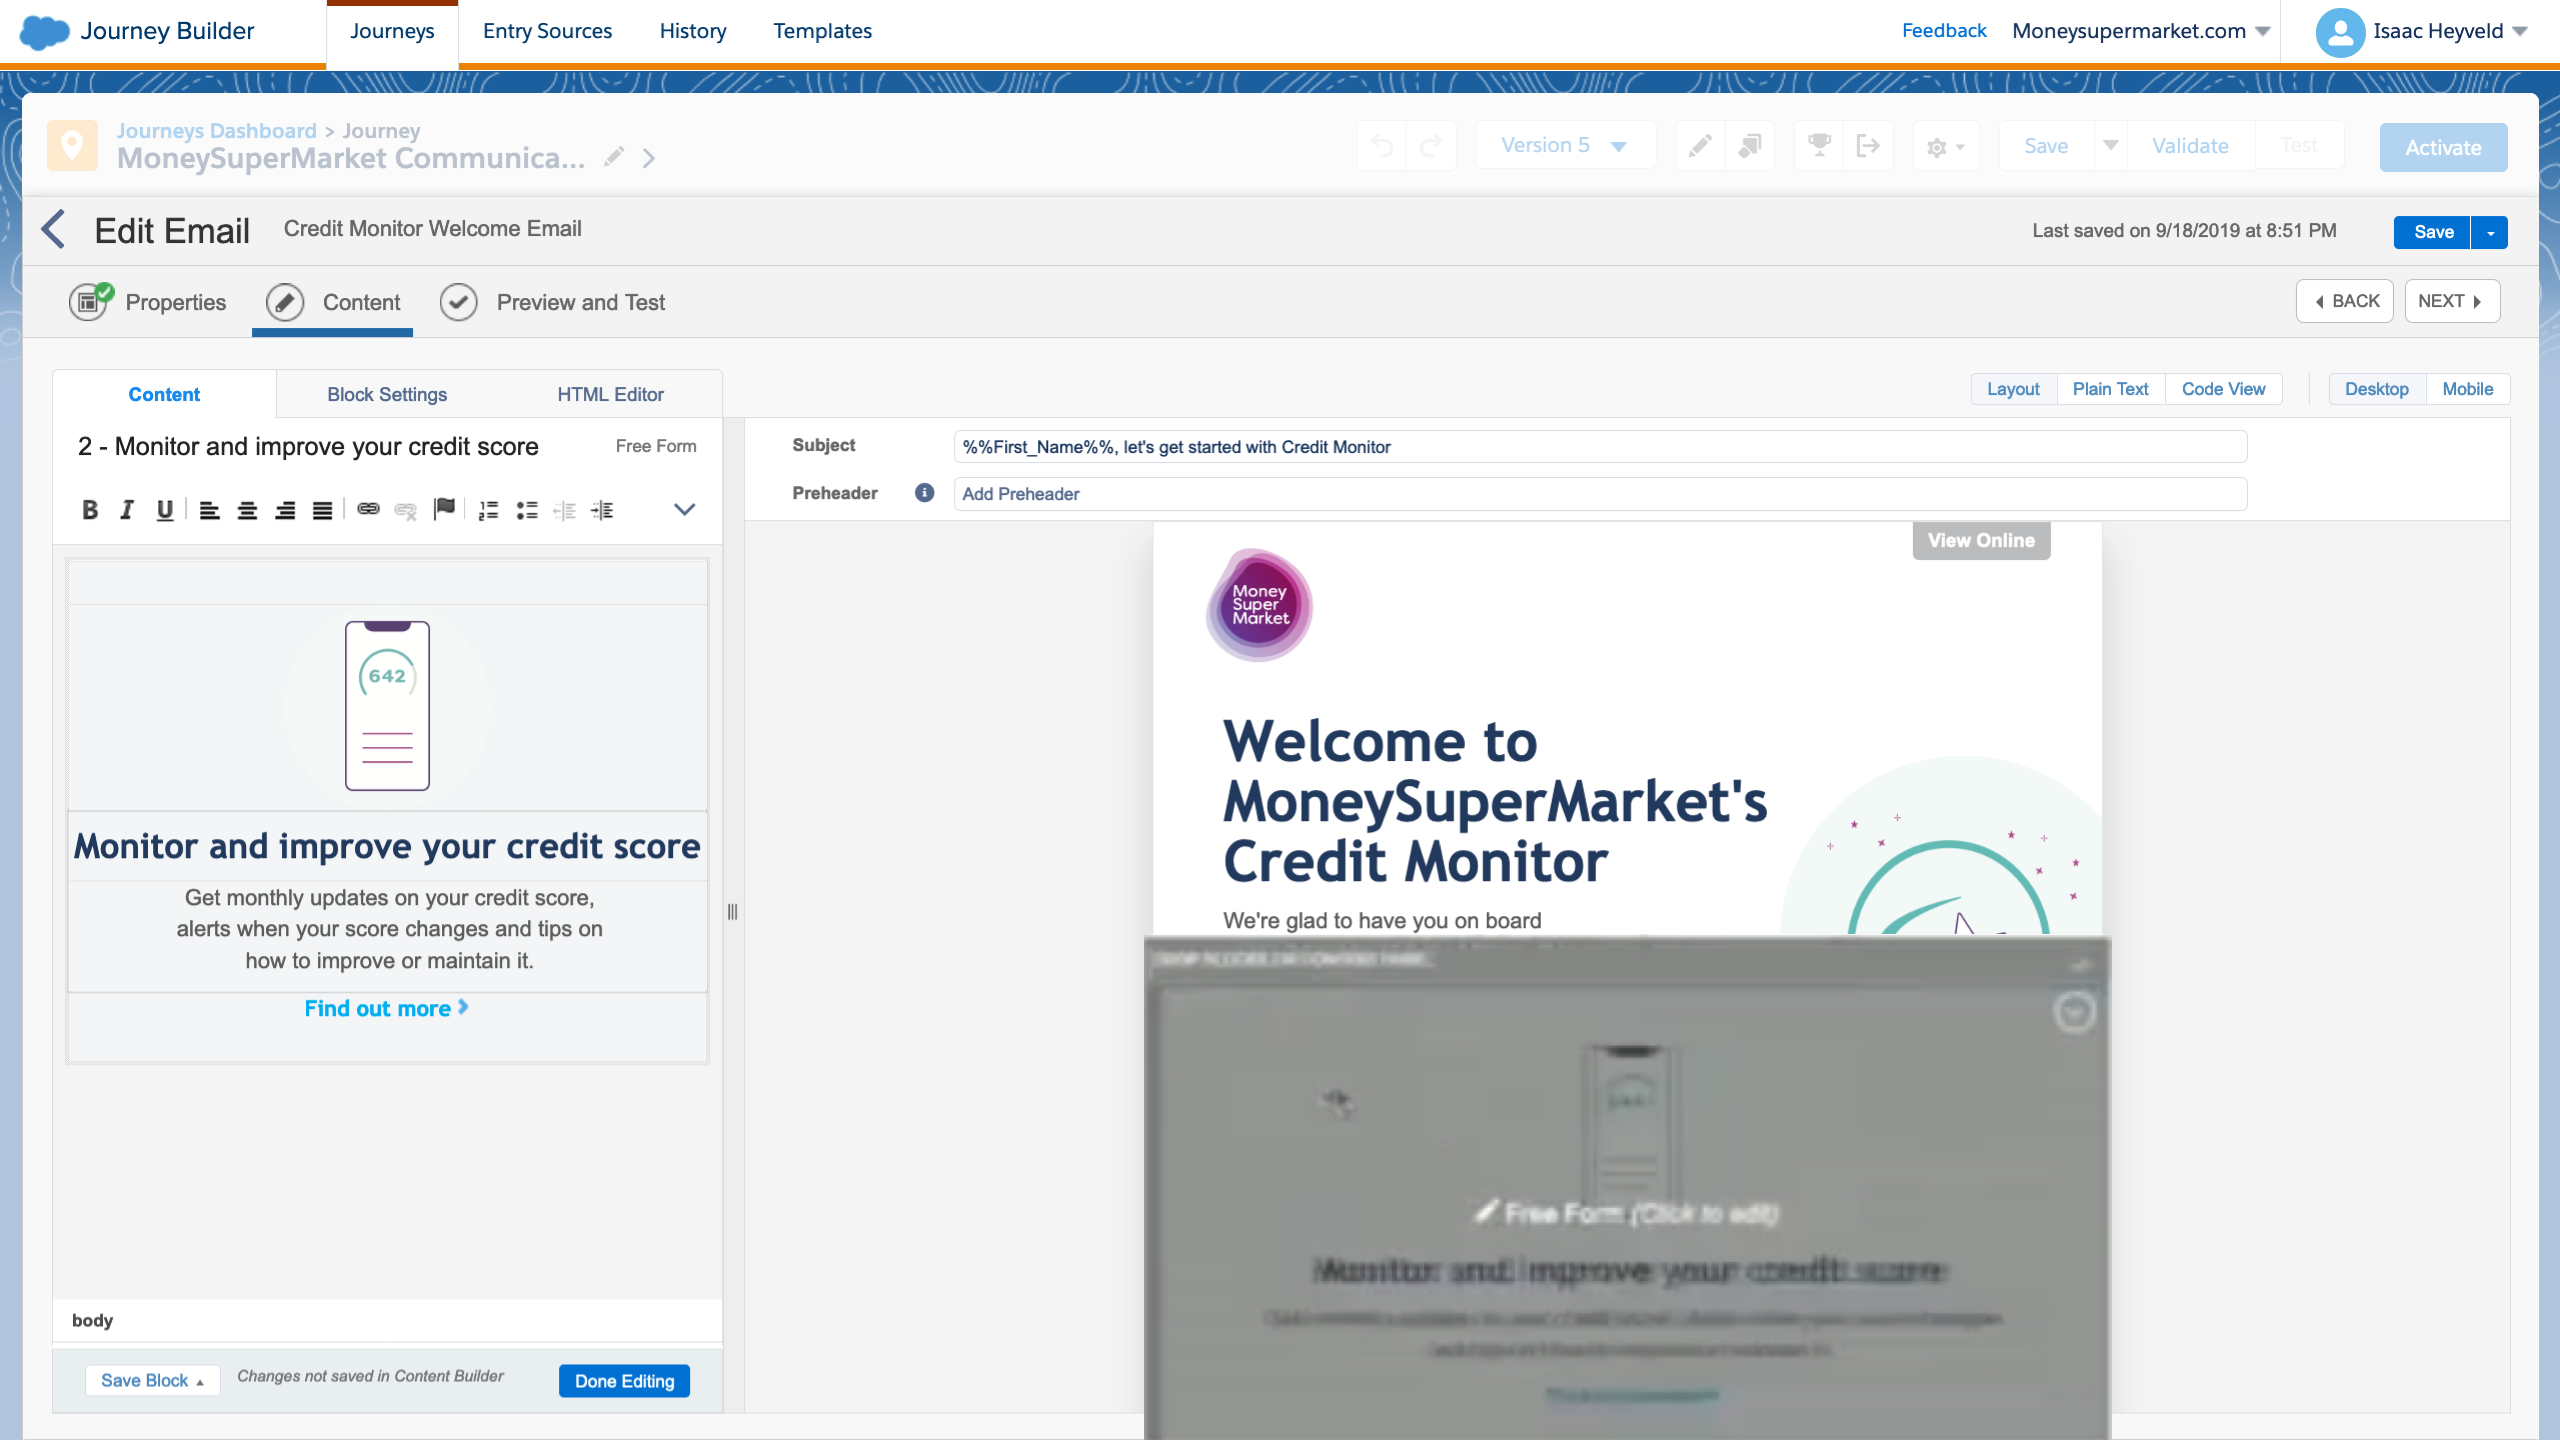 Journey Builder
Journeys
Entry Sources
History
Templates
Feedback
Moneysupermarket.com
Isaac Heyveld
Journeys Dashboard > Journey
MoneySuperMarket Communica...
Version 5
Save
Validate
Test
Activate
Edit Email
Credit Monitor Welcome Email
Last saved on 9/18/2019 at 8:51 PM
Save
Properties
Content
Preview and Test
BACK
NEXT
Content
Block Settings
HTML Editor
Layout
Plain Text
Code View
Desktop
Mobile
2 - Monitor and improve your credit score
Free Form
B I U
642
Monitor and improve your credit score
Get monthly updates on your credit score,
alerts when your score changes and tips on
how to improve or maintain it.
Find out more
body
Save Block
Changes not saved in Content Builder
Done Editing
Subject
%%First_Name%%, let's get started with Credit Monitor
Preheader
Add Preheader
View Online
Money
Super
Market
Welcome to
MoneySuperMarket's
Credit Monitor
We're glad to have you on board
Free Form (Click to edit)
Monitor and improve your credit score